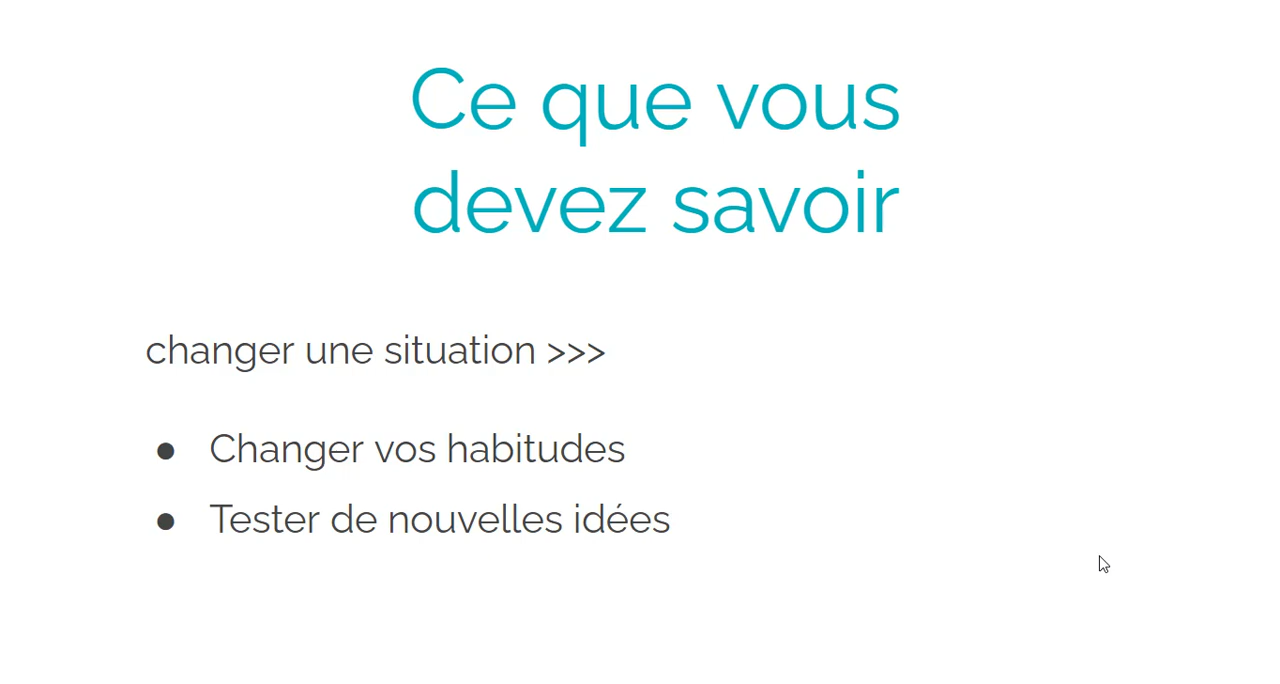 Ce que vous
devez savoir
changer une situation >>>
● Changer vos habitudes
● Tester de nouvelles idées